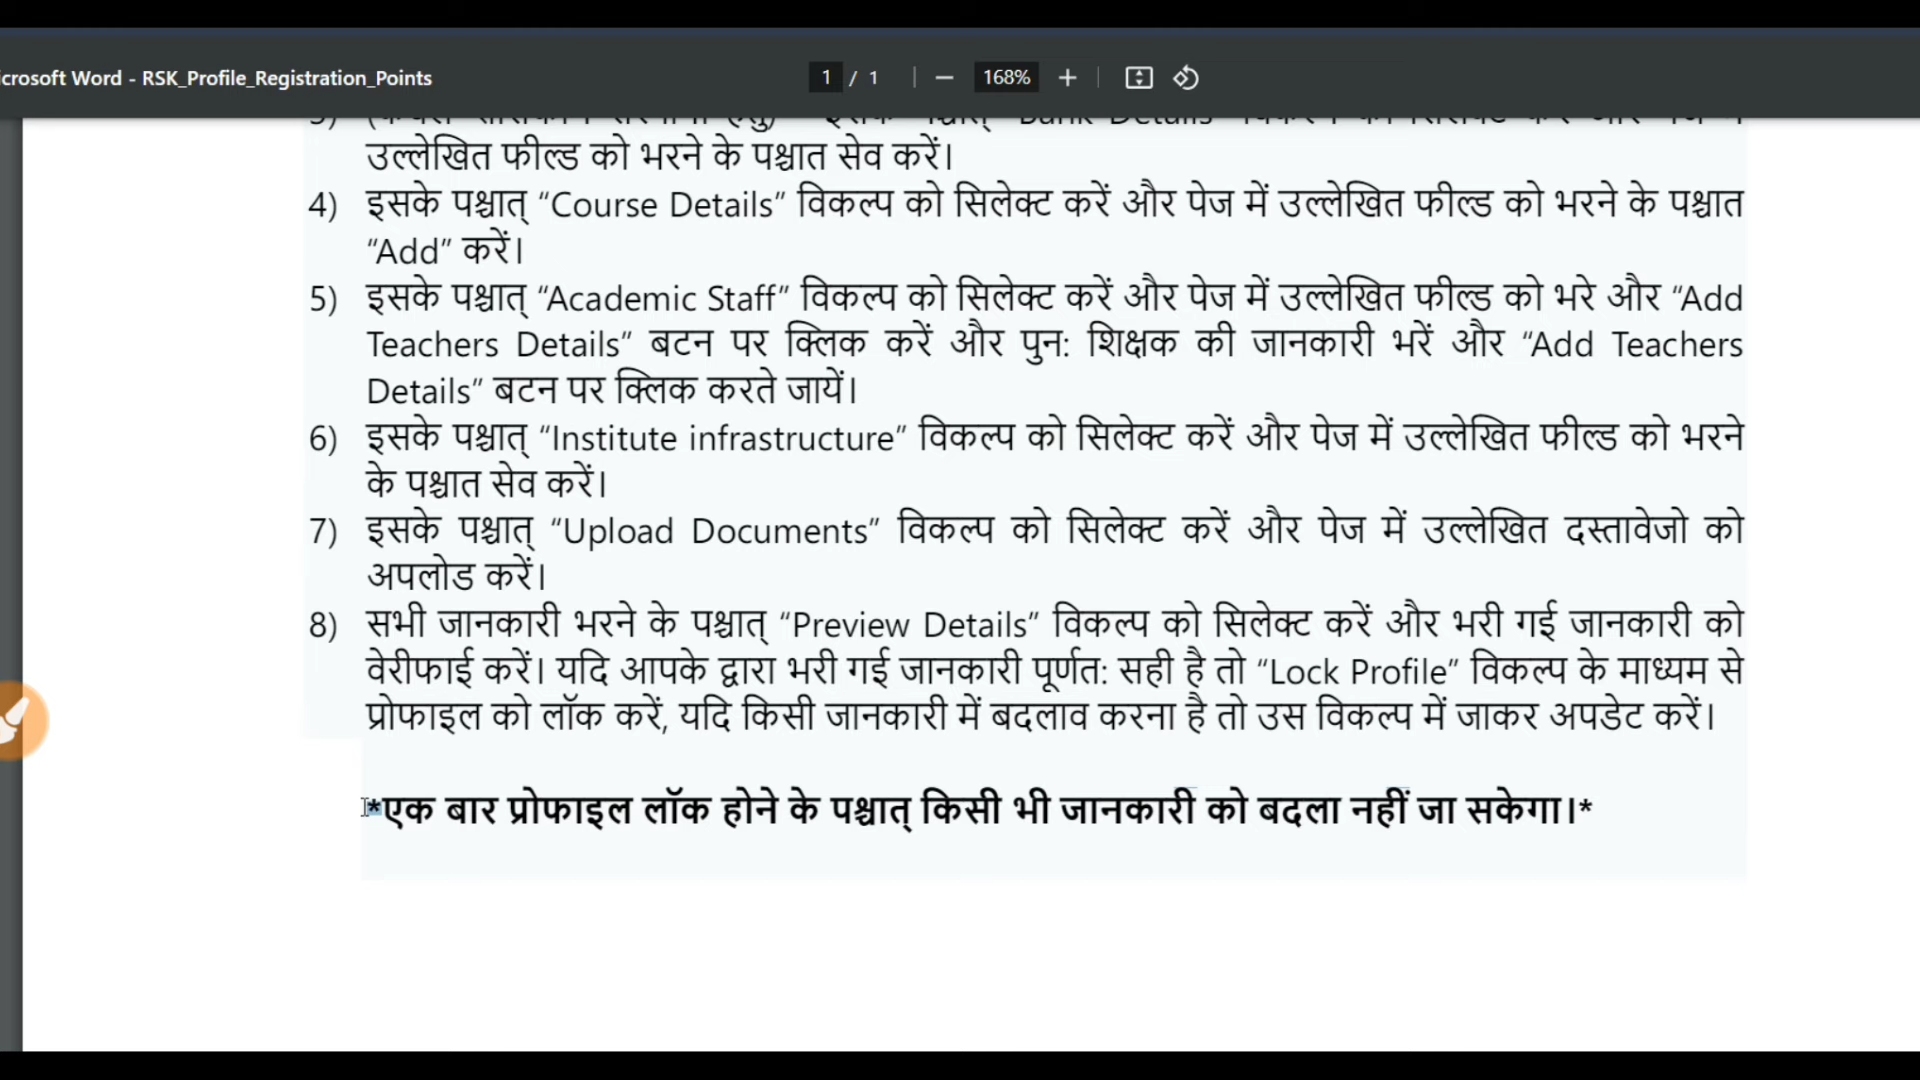 crosoft Word - RSK_Profile_Registration_Points
1 / 1
168%
उल्लेखित फील्ड को भरने के पश्चात सेव करें।
4) इसके पश्चात् “Course Details” विकल्प को सिलेक्ट करें और पेज में उल्लेखित फील्ड को भरने के पश्चात
“Add” करें।
5) इसके पश्चात् “Academic Staff” विकल्प को सिलेक्ट करें और पेज में उल्लेखित फील्ड को भरे और “Add
Teachers Details” बटन पर क्लिक करें और पुन: शिक्षक की जानकारी भरें और “Add Teachers
Details” बटन पर क्लिक करते जायें।
6) इसके पश्चात् “Institute infrastructure” विकल्प को सिलेक्ट करें और पेज में उल्लेखित फील्ड को भरने
के पश्चात सेव करें।
7) इसके पश्चात् “Upload Documents” विकल्प को सिलेक्ट करें और पेज में उल्लेखित दस्तावेजो को
अपलोड करें।
8) सभी जानकारी भरने के पश्चात् “Preview Details” विकल्प को सिलेक्ट करें और भरी गई जानकारी को
वेरीफाई करें। यदि आपके द्वारा भरी गई जानकारी पूर्णत: सही है तो “Lock Profile” विकल्प के माध्यम से
प्रोफाइल को लॉक करें, यदि किसी जानकारी में बदलाव करना है तो उस विकल्प में जाकर अपडेट करें।
*एक बार प्रोफाइल लॉक होने के पश्चात् किसी भी जानकारी को बदला नहीं जा सकेगा।*